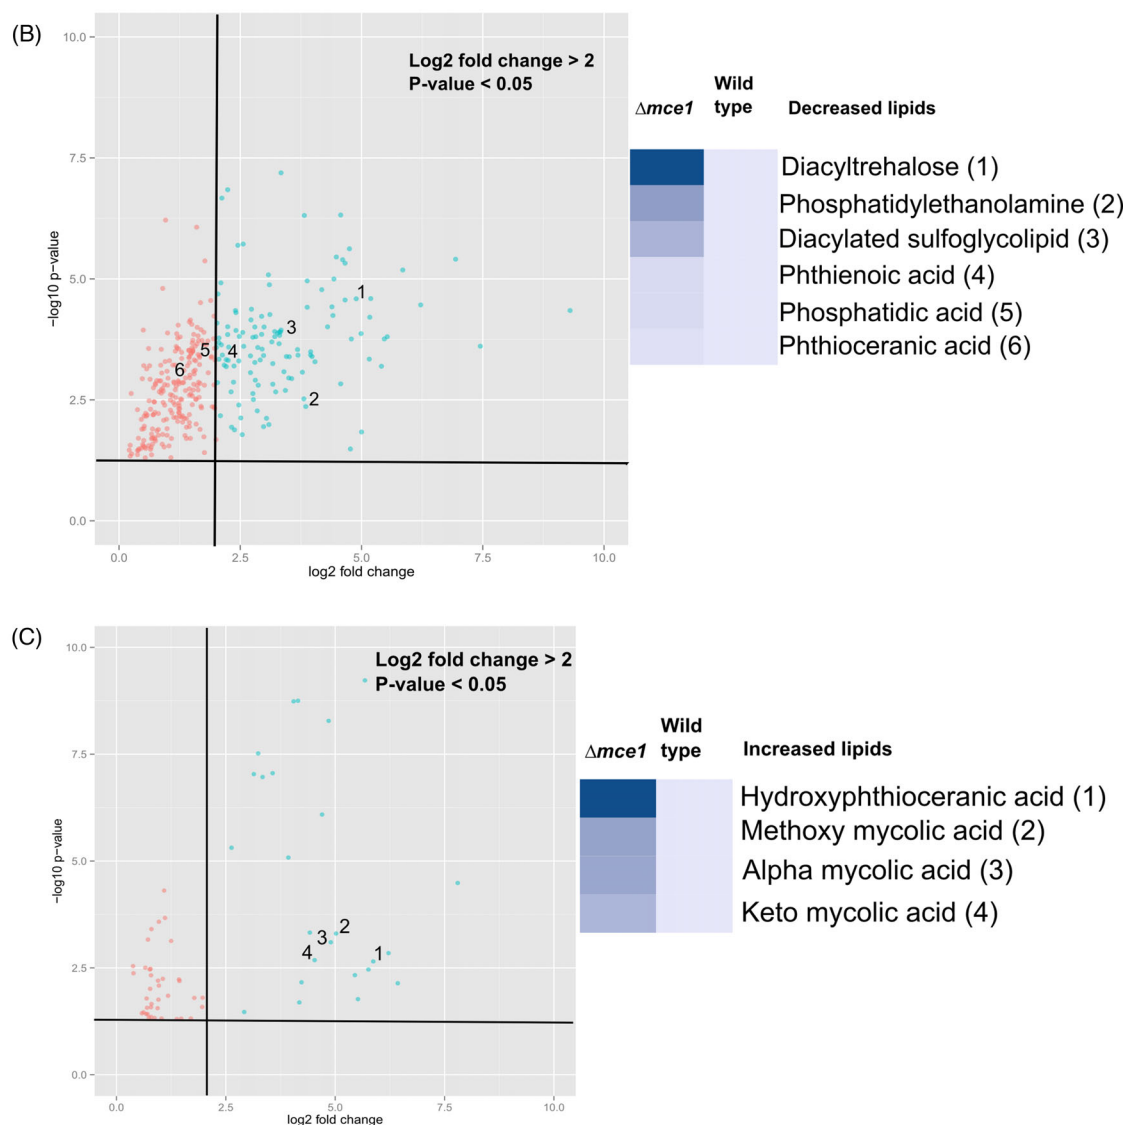 (B)
10.0
7.5
5.0
2.5
0.0
−log10 p−value
Log2 fold change > 2
P-value < 0.05
1
2
3
4
5
6
0.0 2.5 5.0 7.5 10.0
log2 fold change
Δmce1
Wild
type
Decreased lipids
Diacyltrehalose (1)
Phosphatidylethanolamine (2)
Diacylated sulfoglycolipid (3)
Phthienoic acid (4)
Phosphatidic acid (5)
Phthioceranic acid (6)
(C)
10.0
7.5
5.0
2.5
0.0
−log10 p−value
Log2 fold change > 2
P-value < 0.05
2
3
4
1
0.0 2.5 5.0 7.5 10.0
log2 fold change
Δmce1
Wild
type
Increased lipids
Hydroxyphthioceranic acid (1)
Methoxy mycolic acid (2)
Alpha mycolic acid (3)
Keto mycolic acid (4)